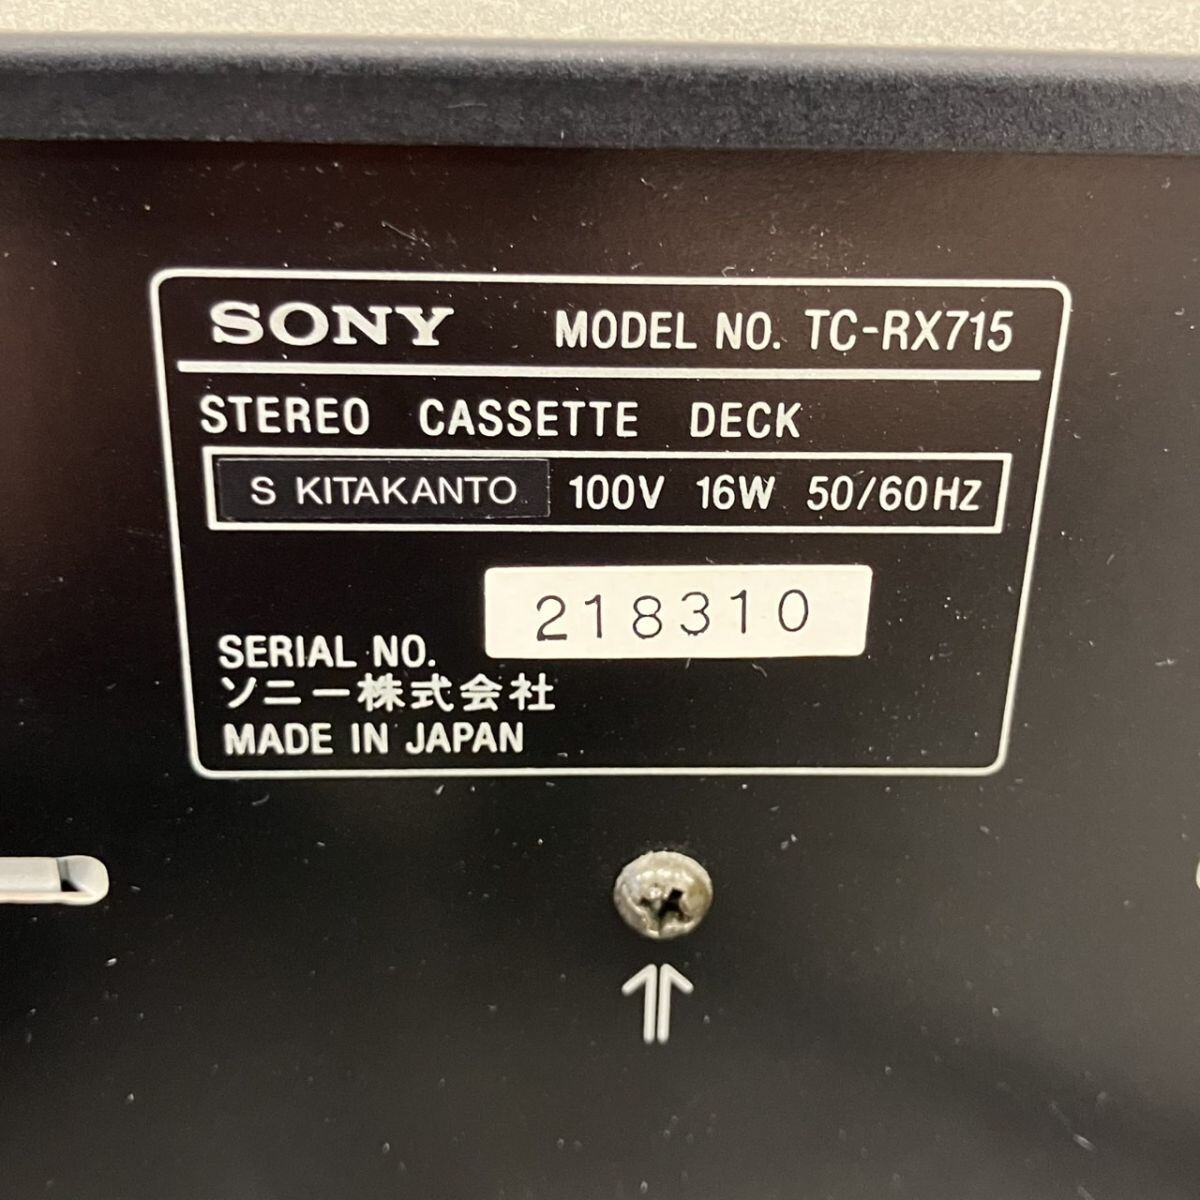 SONY MODEL NO. TC-RX715
STEREO CASSETTE DECK
S KITAKANTO 100V 16W 50/60HZ
218310
SERIAL NO.
ソニー株式会社
MADE IN JAPAN